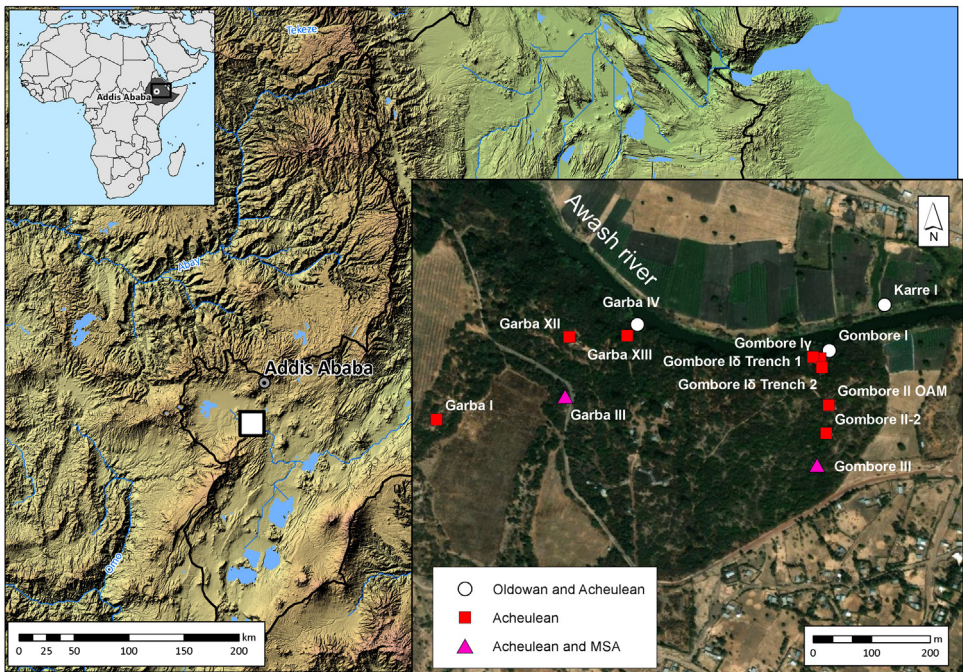 Tekeze
Addis Ababa
Abay
Addis Ababa
Omo
0 25 50 100 150 200
km
Awash river
N
Karre I
Garba IV
Garba XII
Garba XIII
Gombore I
Gombore Iγ
Gombore Iδ Trench 1
Gombore Iδ Trench 2
Garba III
Garba I
Gombore II OAM
Gombore II-2
Gombore III
Oldowan and Acheulean
Acheulean
Acheulean and MSA
0 50 100 200 300
m